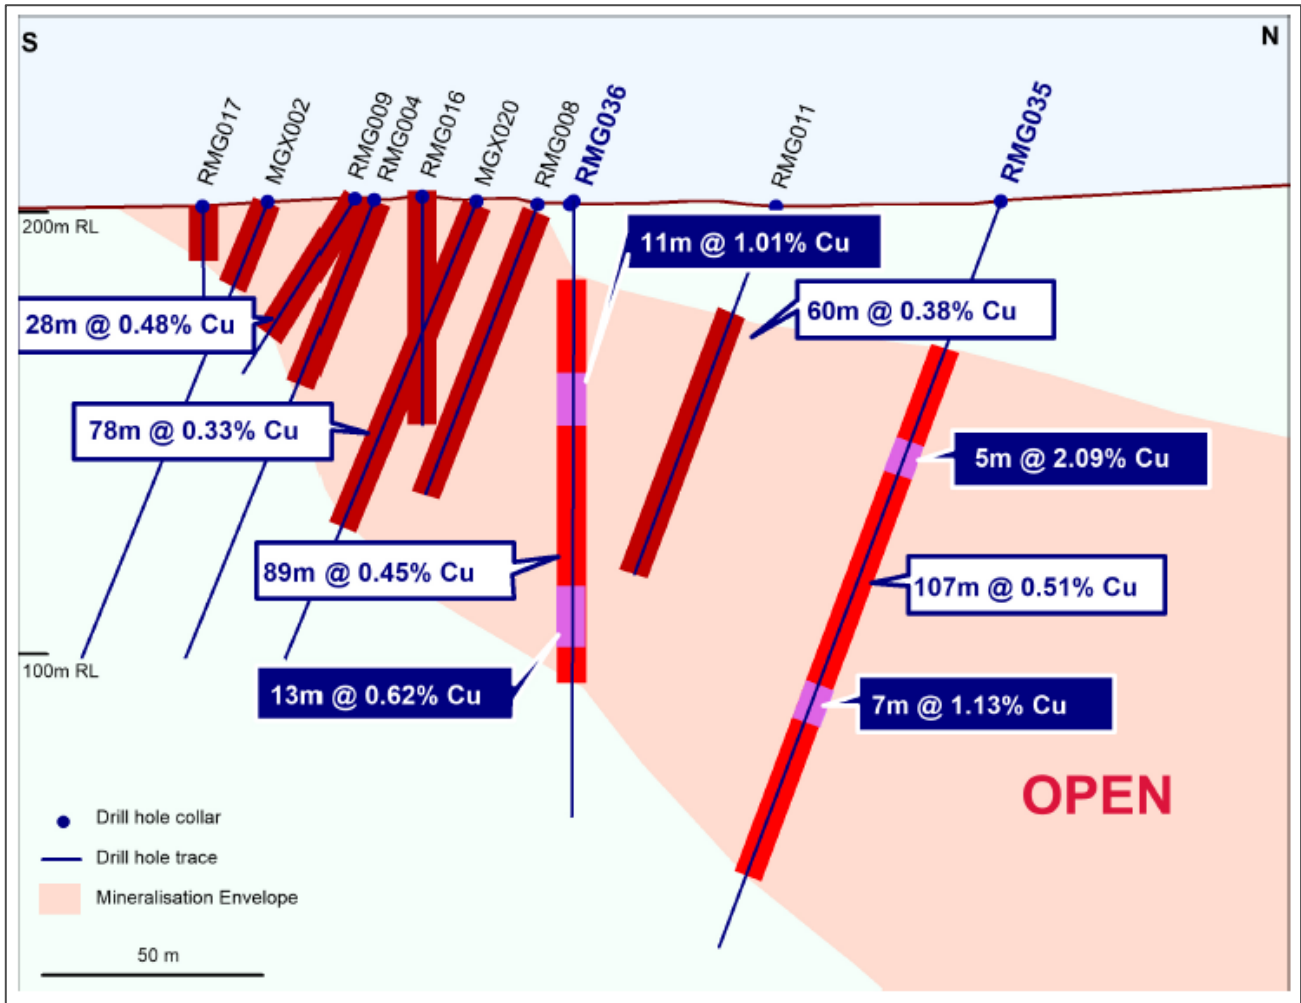 S
N
RMG017
MGX002
RMG009
RMG004
RMG016
MGX020
RMG008
RMG036
RMG011
RMG035
200m RL
11m @ 1.01% Cu
28m @ 0.48% Cu
60m @ 0.38% Cu
78m @ 0.33% Cu
5m @ 2.09% Cu
89m @ 0.45% Cu
107m @ 0.51% Cu
100m RL
13m @ 0.62% Cu
7m @ 1.13% Cu
OPEN
Drill hole collar
Drill hole trace
Mineralisation Envelope
50 m